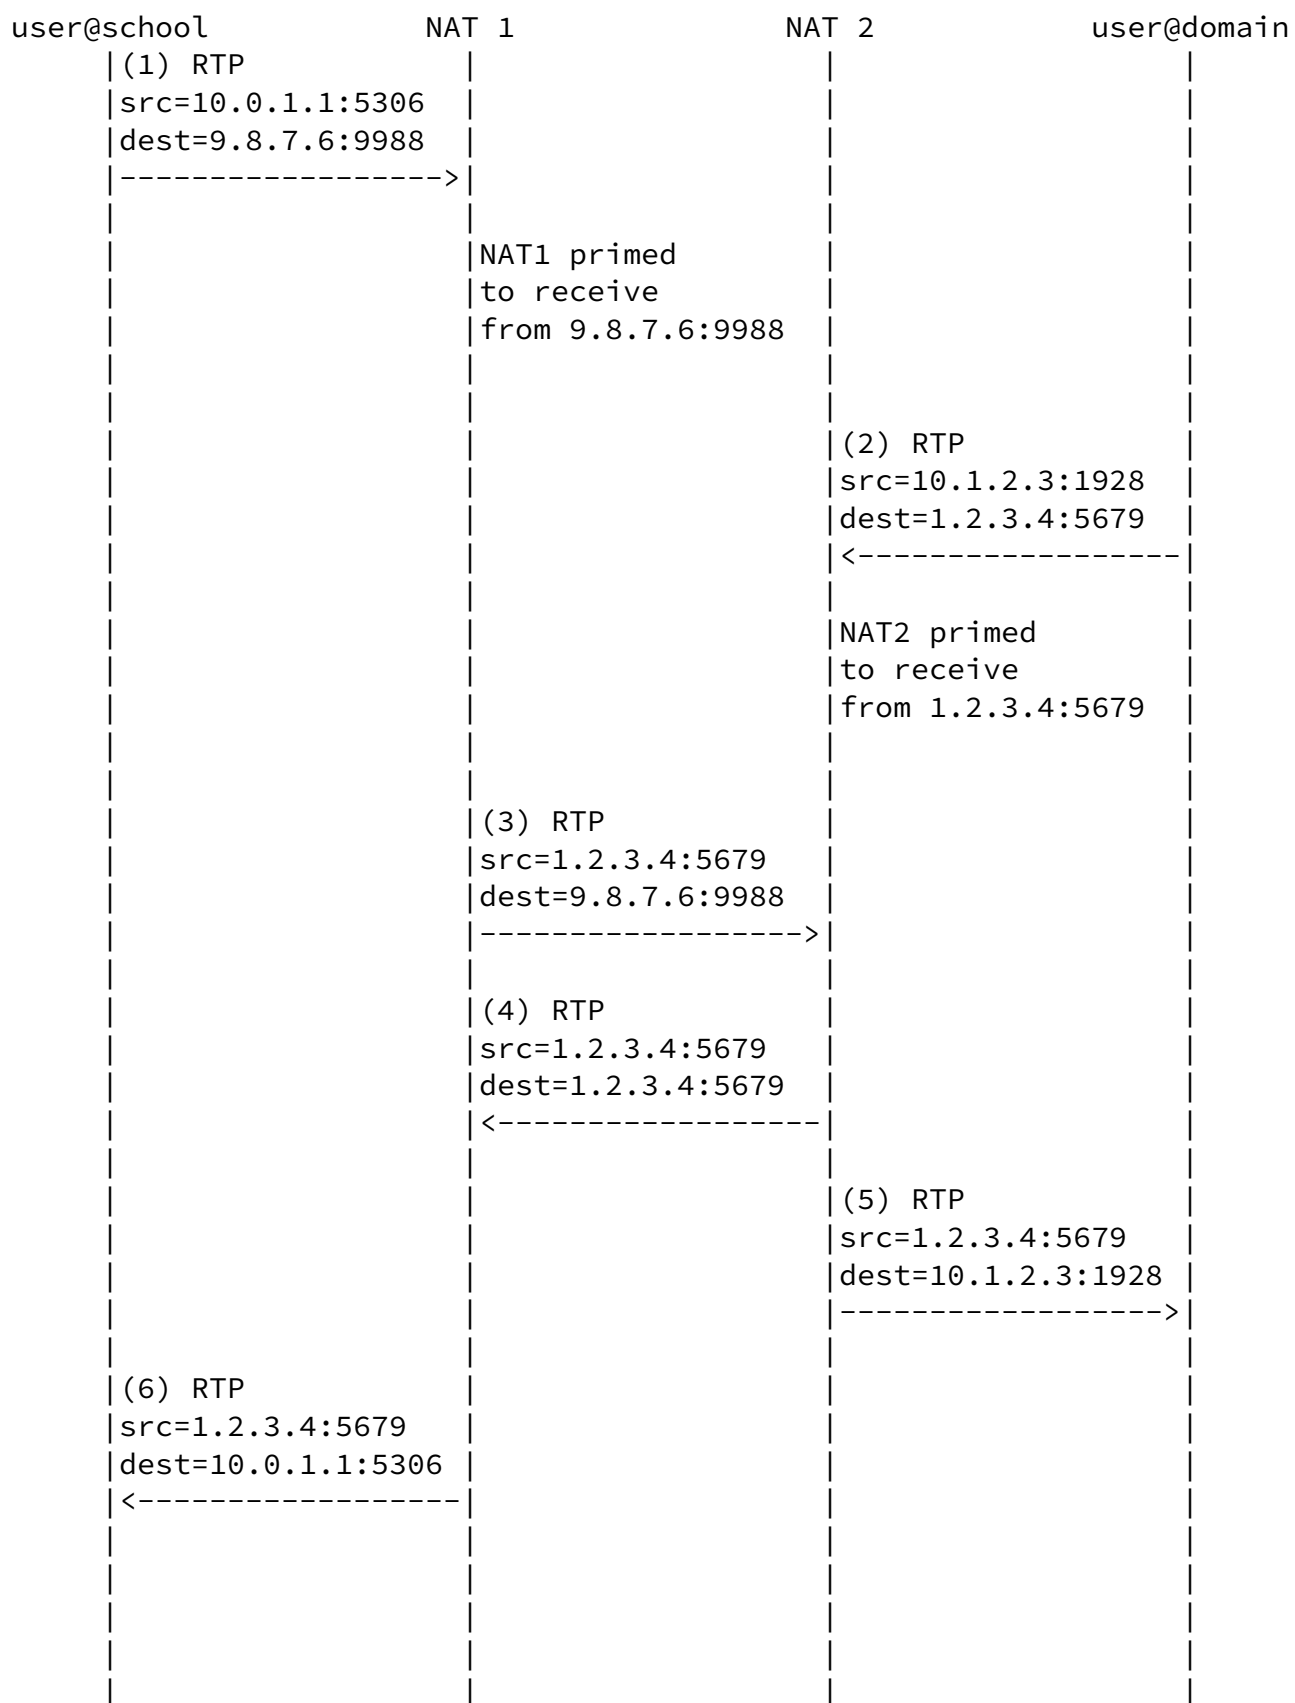 user@school NAT 1 NAT 2 user@domain
(1) RTP
src=10.0.1.1:5306
dest=9.8.7.6:9988
------------------>
NAT1 primed
to receive
from 9.8.7.6:9988
(2) RTP
src=10.1.2.3:1928
dest=1.2.3.4:5679
<------------------
NAT2 primed
to receive
from 1.2.3.4:5679
(3) RTP
src=1.2.3.4:5679
dest=9.8.7.6:9988
------------------>
(4) RTP
src=1.2.3.4:5679
dest=1.2.3.4:5679
<------------------
(5) RTP
src=1.2.3.4:5679
dest=10.1.2.3:1928
------------------>
(6) RTP
src=1.2.3.4:5679
dest=10.0.1.1:5306
<------------------